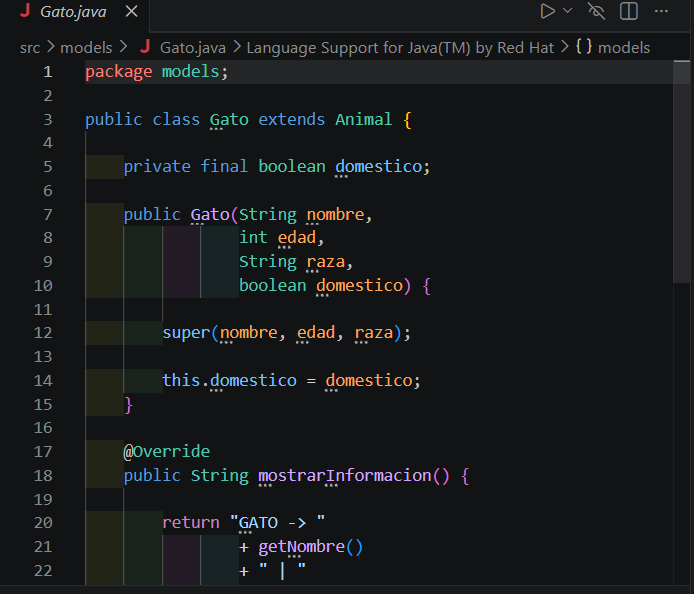 J Gato.java ×
src > models > J Gato.java > Language Support for Java(TM) by Red Hat > {} models
1 package models;
2
3 public class Gato extends Animal {
4
5     private final boolean domestico;
6
7     public Gato(String nombre,
8                 int edad,
9                 String raza,
10                 boolean domestico) {
11
12         super(nombre, edad, raza);
13
14         this.domestico = domestico;
15     }
16
17     @Override
18     public String mostrarInformacion() {
19
20         return "GATO -> "
21                 + getNombre()
22                 + " | "